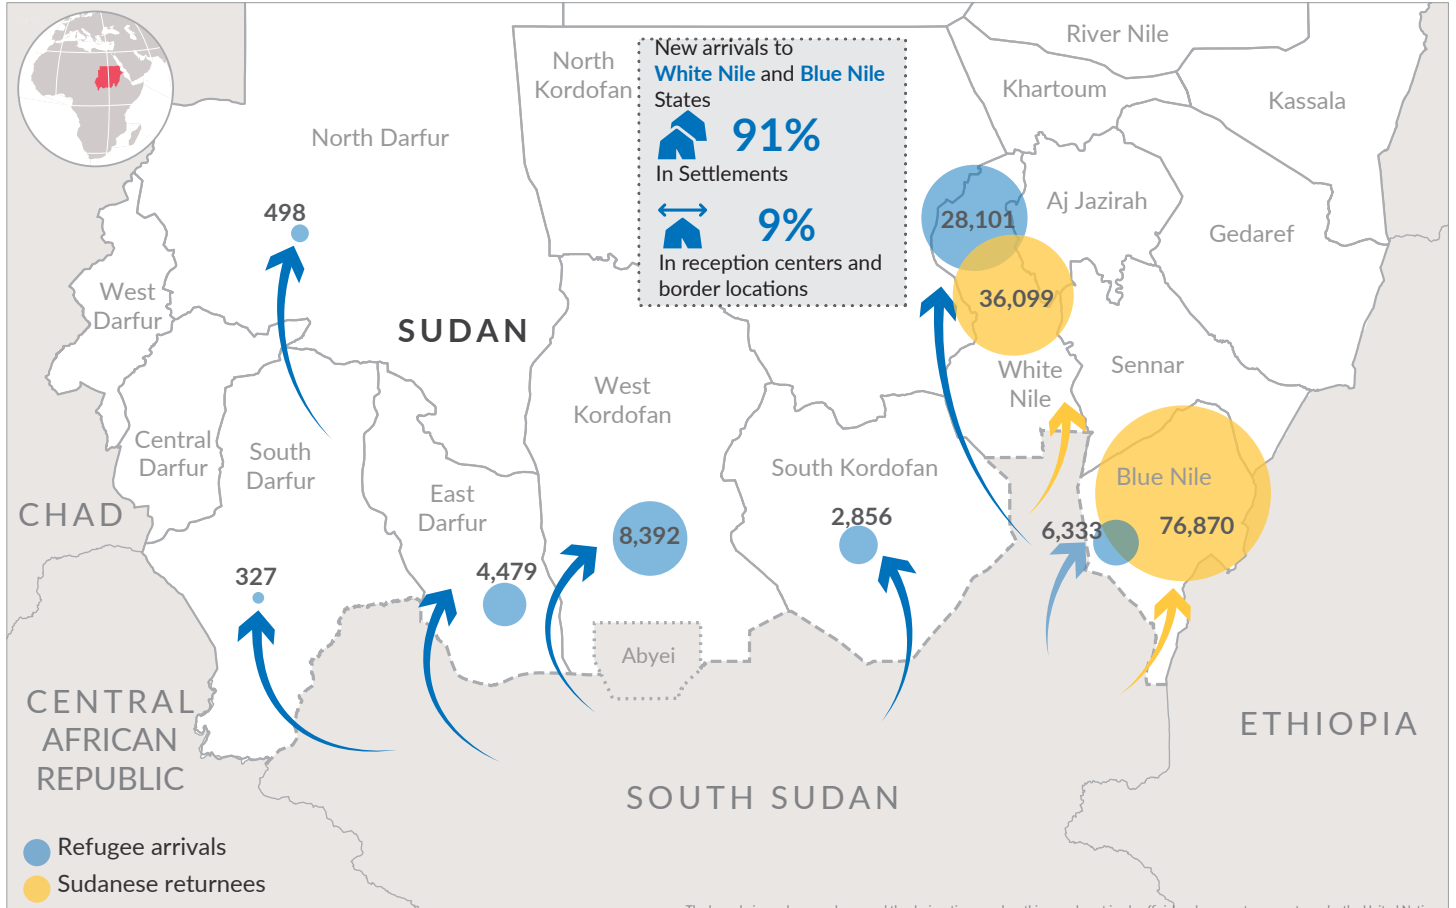 New arrivals to
White Nile and Blue Nile
States
91%
In Settlements
9%
In reception centers and
border locations
River Nile
North
Kordofan
Khartoum
Kassala
North Darfur
498
28,101
Aj Jazirah
Gedaref
West
Darfur
36,099
SUDAN
White
Nile
Sennar
West
Kordofan
Central
Darfur
South
Darfur
South Kordofan
Blue Nile
East
Darfur
CHAD
8,392
2,856
6,333
76,870
4,479
327
Abyei
CENTRAL
AFRICAN
REPUBLIC
ETHIOPIA
SOUTH SUDAN
Refugee arrivals
Sudanese returnees